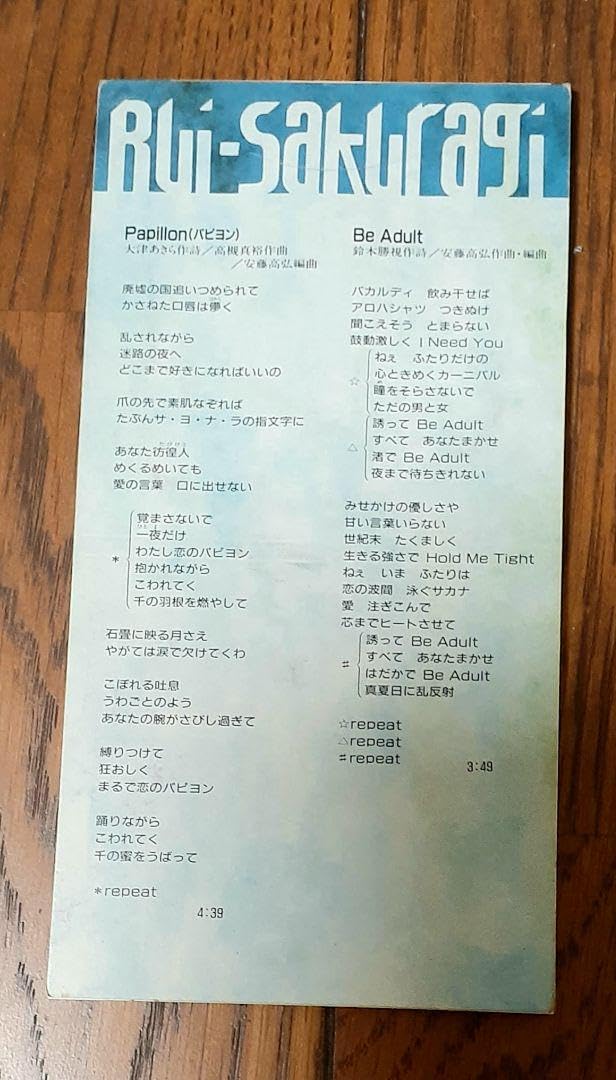 Rui-Sakuragi
Papillon(パピヨン)
大津あきら作詩／高槻真裕作曲
／安藤高弘編曲
廃墟の国追いつめられて
かさねた口唇は儚く
乱されながら
迷路の夜へ
どこまで好きになればいいの
爪の先で素肌なぞれば
たぶんサ・ヨ・ナ・ラの指文字に
あなた彷徨人
めくるめいても
愛の言葉　口に出せない
覚まさないで
一夜だけ
＊ わたし恋のパピヨン
抱かれながら
こわれてく
千の羽根を燃やして
石畳に映る月さえ
やがては涙で欠けてくわ
こぼれる吐息
うわごとのよう
あなたの腕がさびし過ぎて
縛りつけて
狂おしく
まるで恋のパピヨン
踊りながら
こわれてく
千の蜜をうばって
＊repeat
4:39
Be Adult
鈴木勝視作詩／安藤高弘作曲・編曲
バカルディ　飲み干せば
アロハシャツ　つきぬけ
聞こえそう　とまらない
鼓動激しく I Need You
ねぇ　ふたりだけの
☆ 心ときめくカーニバル
瞳をそらさないで
ただの男と女
誘って Be Adult
△ すべて　あなたまかせ
渚で Be Adult
夜まで待ちきれない
みせかけの優しさや
甘い言葉いらない
世紀末　たくましく
生きる強さで Hold Me Tight
ねぇ　いま　ふたりは
恋の波間　泳ぐサカナ
愛　注ぎこんで
芯までヒートさせて
誘って Be Adult
♯ すべて　あなたまかせ
はだかで Be Adult
真夏日に乱反射
☆repeat
△repeat
♯repeat
3:49